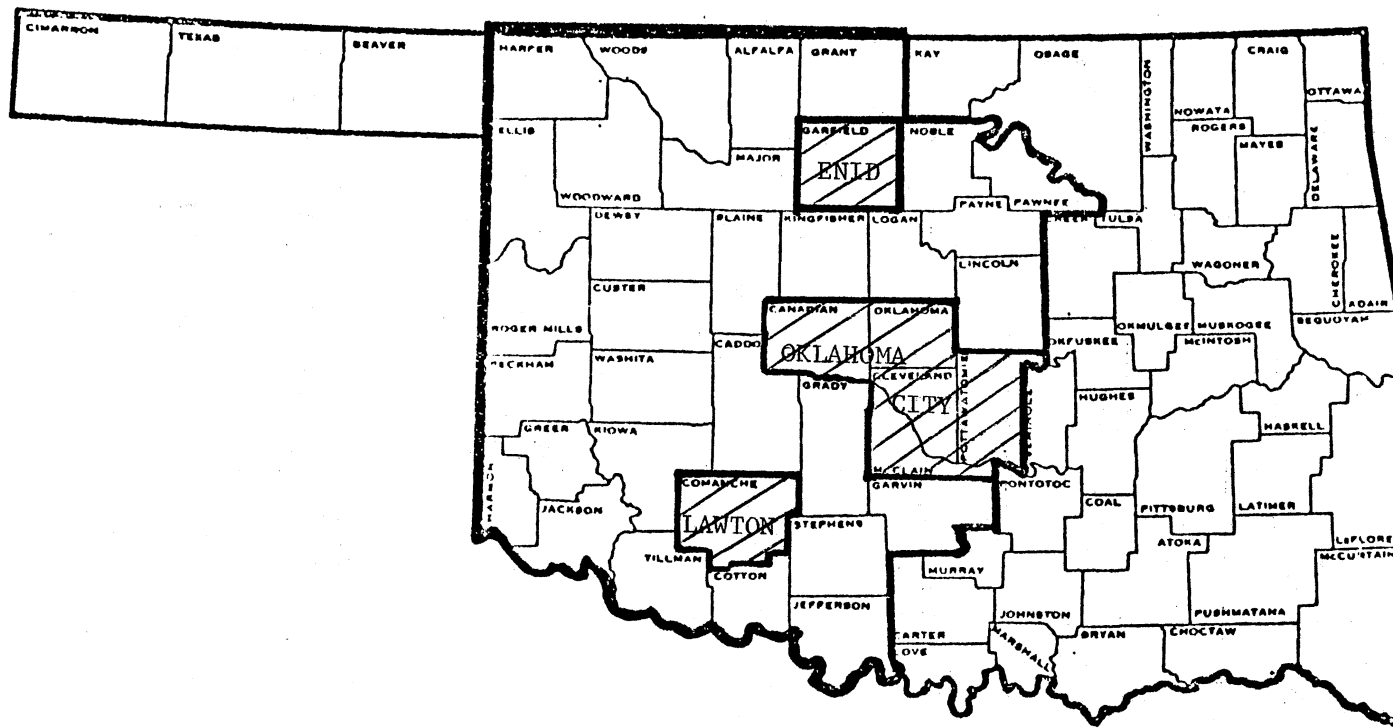 CIMARRON
TEXAS
BEAVER
HARPER
WOODS
ALFALFA
GRANT
KAY
OSAGE
WASHINGTON
NOWATA
CRAIG
OTTAWA
ELLIS
WOODWARD
MAJOR
GARFIELD
ENID
NOBLE
PAYNE
PAWNEE
ROGERS
MAYES
DELAWARE
DEWEY
BLAINE
KINGFISHER
LOGAN
LINCOLN
CREEK
TULSA
WAGONER
CHEROKEE
ADAIR
ROGER MILLS
CUSTER
CANADIAN
OKLAHOMA
OKLAHOMA
CITY
CLEVELAND
POTTAWATOMIE
SEMINOLE
OKFUSKEE
OKMULGEE
MUSKOGEE
MCINTOSH
SEQUOYAH
BECKHAM
WASHITA
CADDO
GRADY
MCCLAIN
HUGHES
HASKELL
GREER
KIOWA
HARMON
JACKSON
COMANCHE
LAWTON
TILLMAN
COTTON
STEPHENS
JEFFERSON
GARVIN
PONTOTOC
COAL
PITTSBURG
LATIMER
LEFLORE
MURRAY
JOHNSTON
ATOKA
PUSHMATAHA
MCCURTAIN
CARTER
LOVE
MARSHALL
BRYAN
CHOCTAW